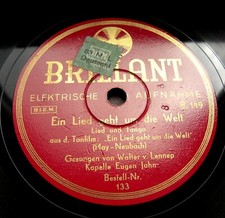 BRILLANT
ELEKTRISCHE AUFNAHME
B.I.E.M.
Ein Lied geht um die Welt
Lied und Tango
aus d. Tonfilm: „Ein Lied geht um die Welt"
(May - Neubach)
Gesungen von Walter v. Lennep
Kapelle Eugen Jahn
Bestell-Nr.
133